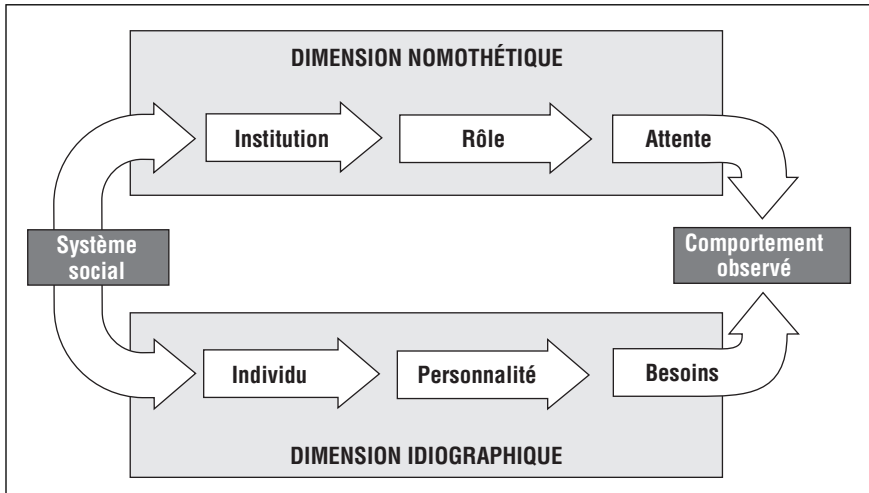 DIMENSION NOMOTHÉTIQUE
Institution
Rôle
Attente
Système
social
Comportement
observé
Individu
Personnalité
Besoins
DIMENSION IDIOGRAPHIQUE